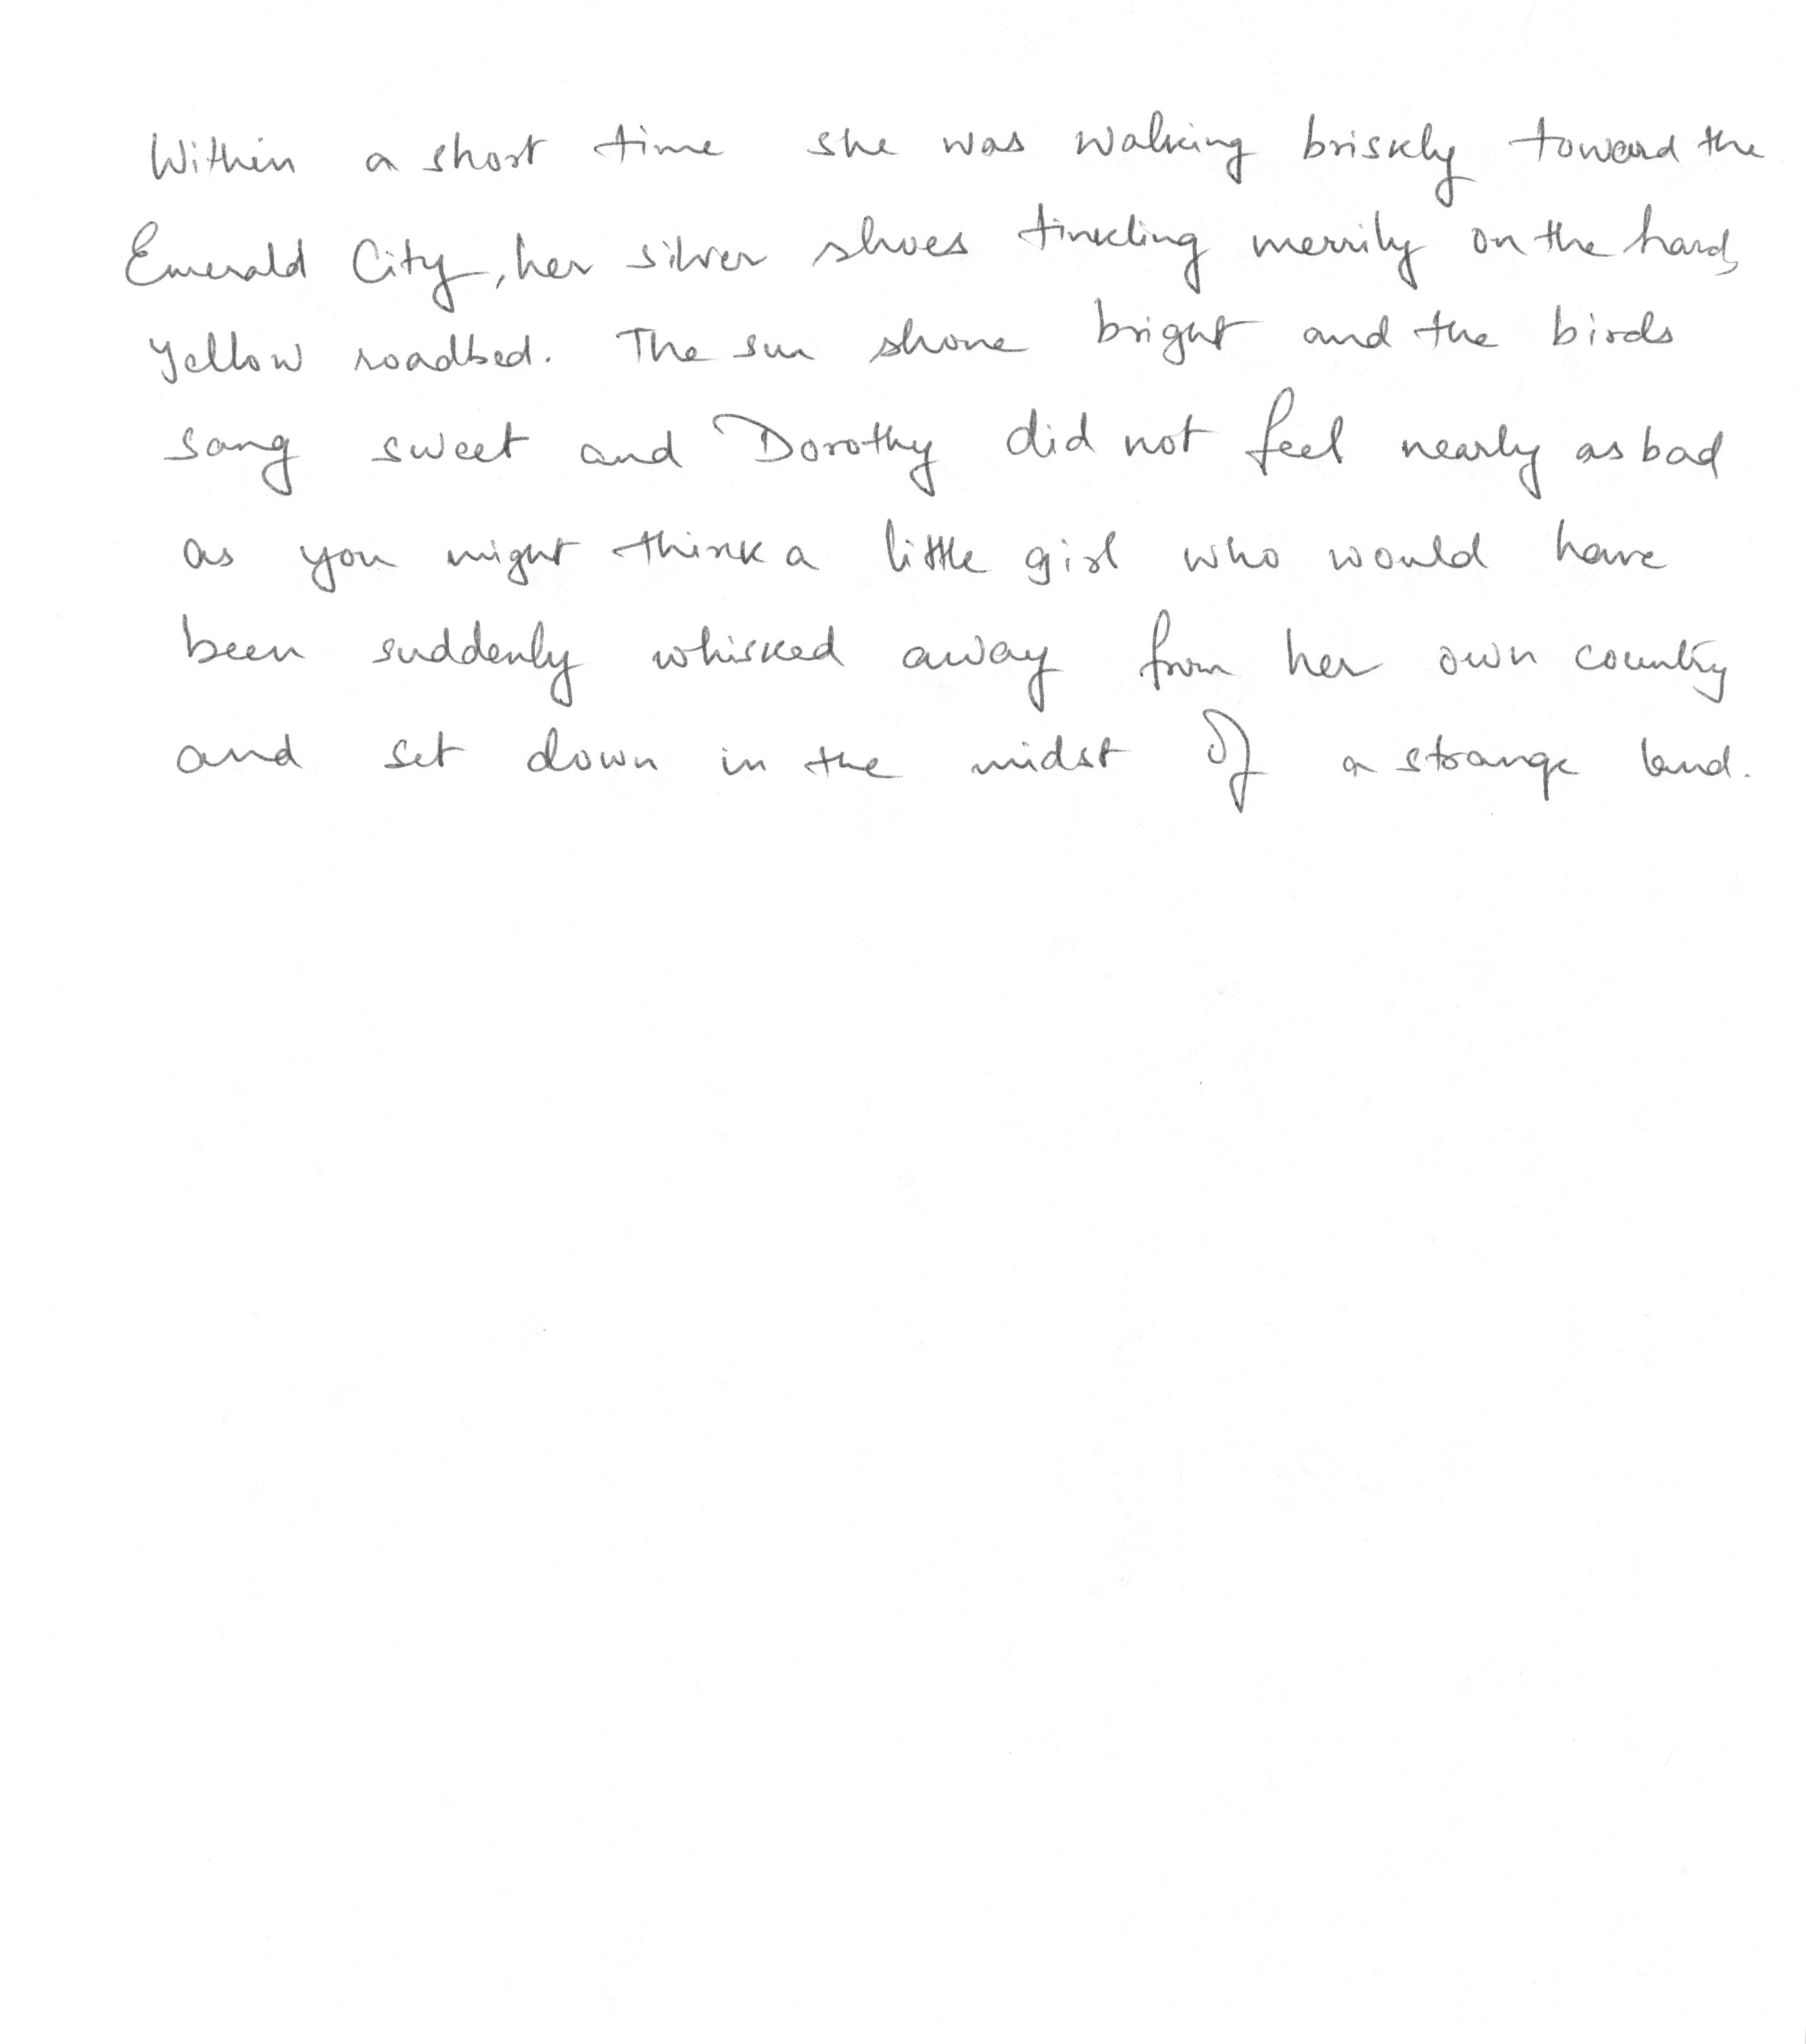 Within a short time she was walking briskly toward the
Emerald City, her silver shoes tinkling merrily on the hard,
yellow roadbed. The sun shone bright and the birds
sang sweet and Dorothy did not feel nearly as bad
as you might think a little girl who would have
been suddenly whisked away from her own country
and set down in the midst of a strange land.